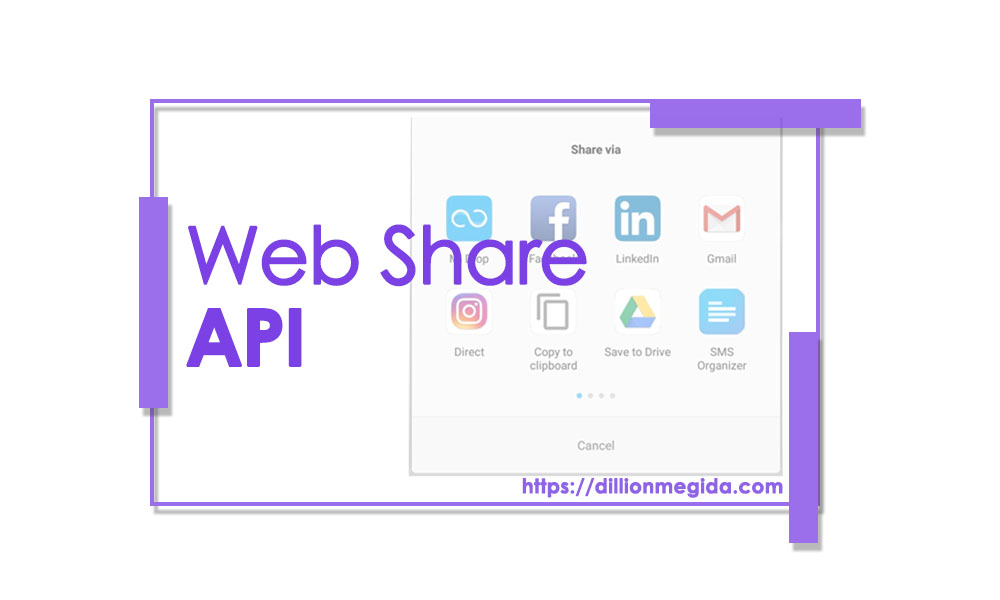 Share via
Web Share
API
Drop
LinkedIn
Gmail
Direct
Copy to
clipboard
Save to Drive
SMS
Organizer
Cancel
https://dillionmegida.com